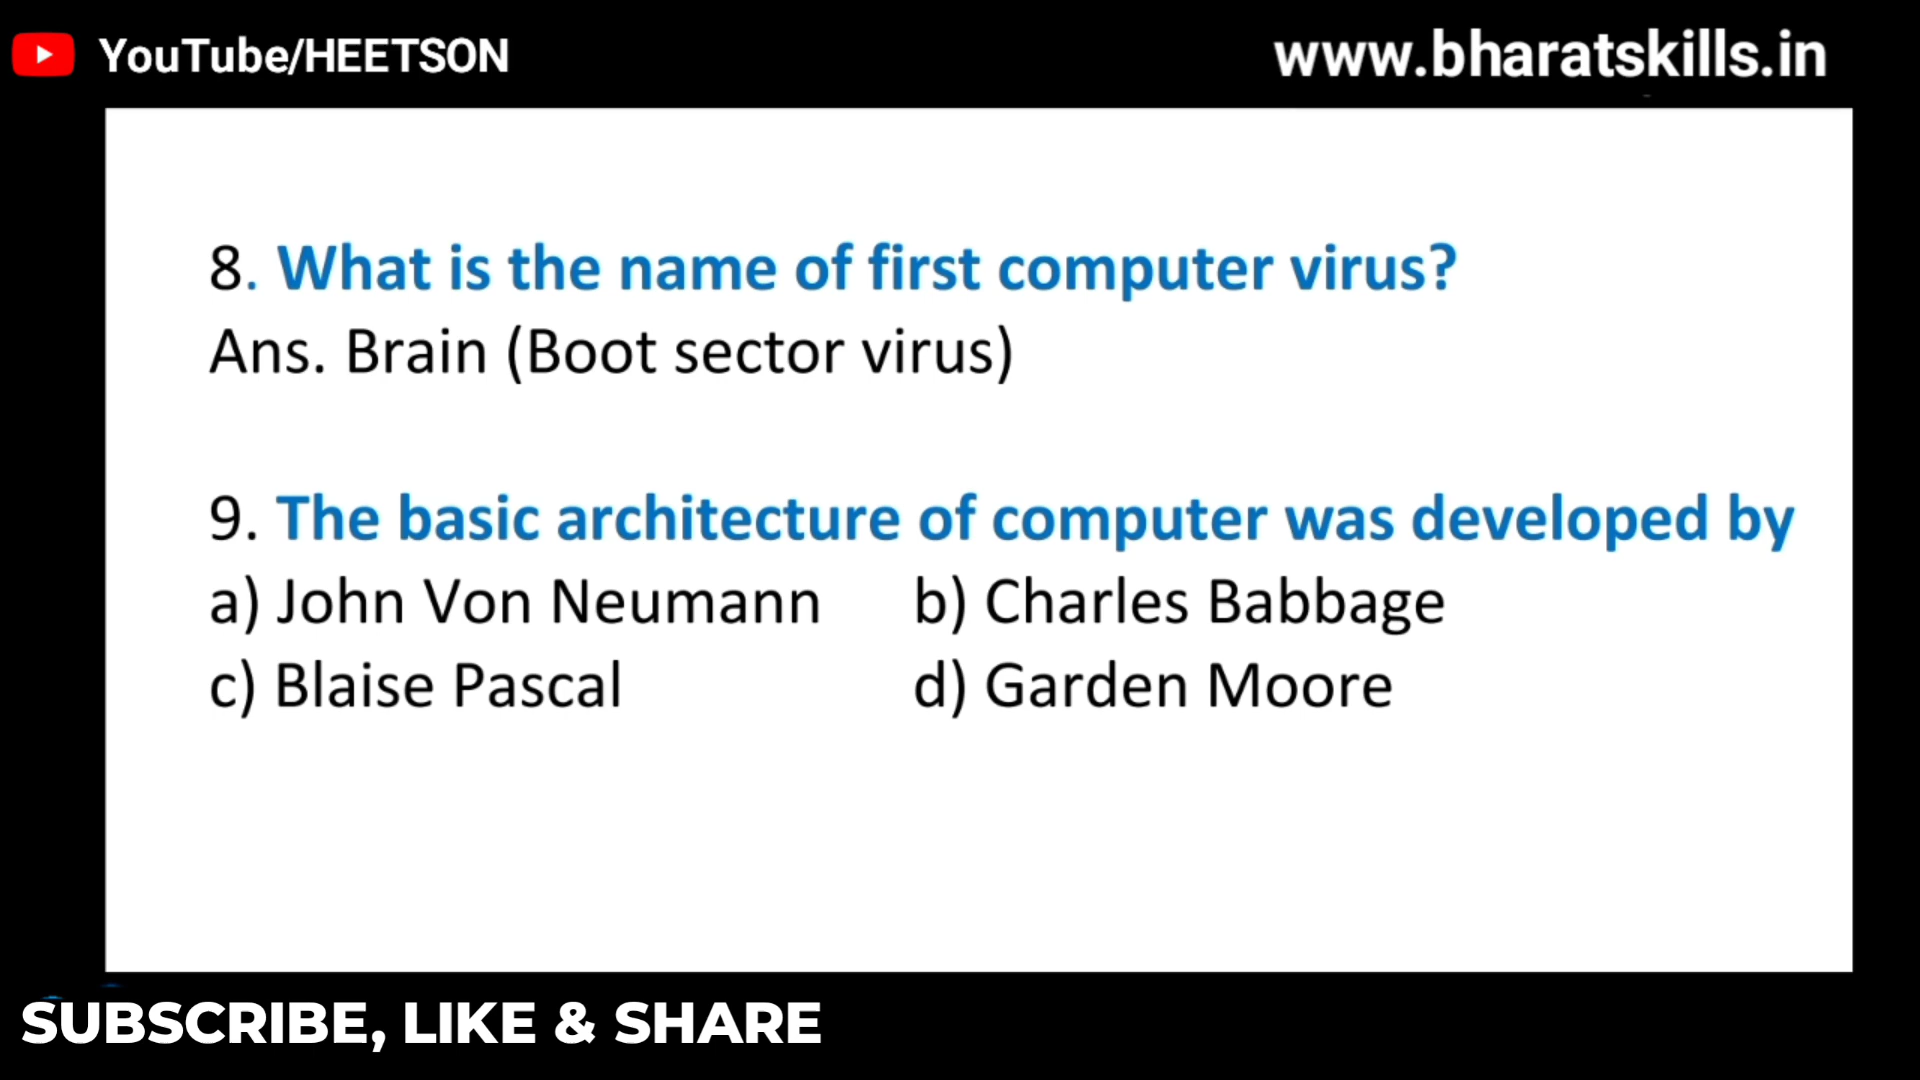 YouTube/HEETSON
www.bharatskills.in
8. What is the name of first computer virus?
Ans. Brain (Boot sector virus)
9. The basic architecture of computer was developed by
a) John Von Neumann b) Charles Babbage
c) Blaise Pascal d) Garden Moore
SUBSCRIBE, LIKE & SHARE